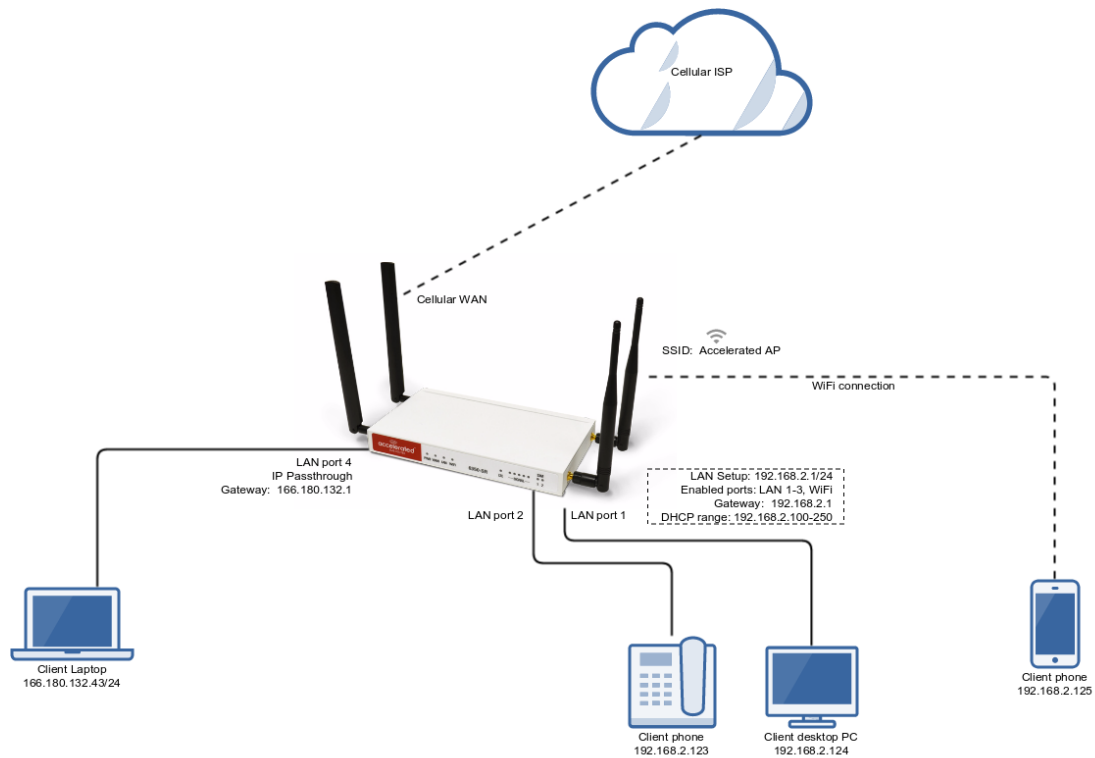 Cellular ISP
Cellular WAN
SSID:  Accelerated AP
WiFi connection
accelerated
LAN port 4
IP Passthrough
Gateway:  166.180.132.1
LAN Setup: 192.168.2.1/24
Enabled ports: LAN 1-3, WiFi
Gateway:  192.168.2.1
DHCP range: 192.168.2.100-250
LAN port 2
LAN port 1
Client Laptop
166.180.132.43/24
Client phone
192.168.2.125
Client phone
192.168.2.123
Client desktop PC
192.168.2.124